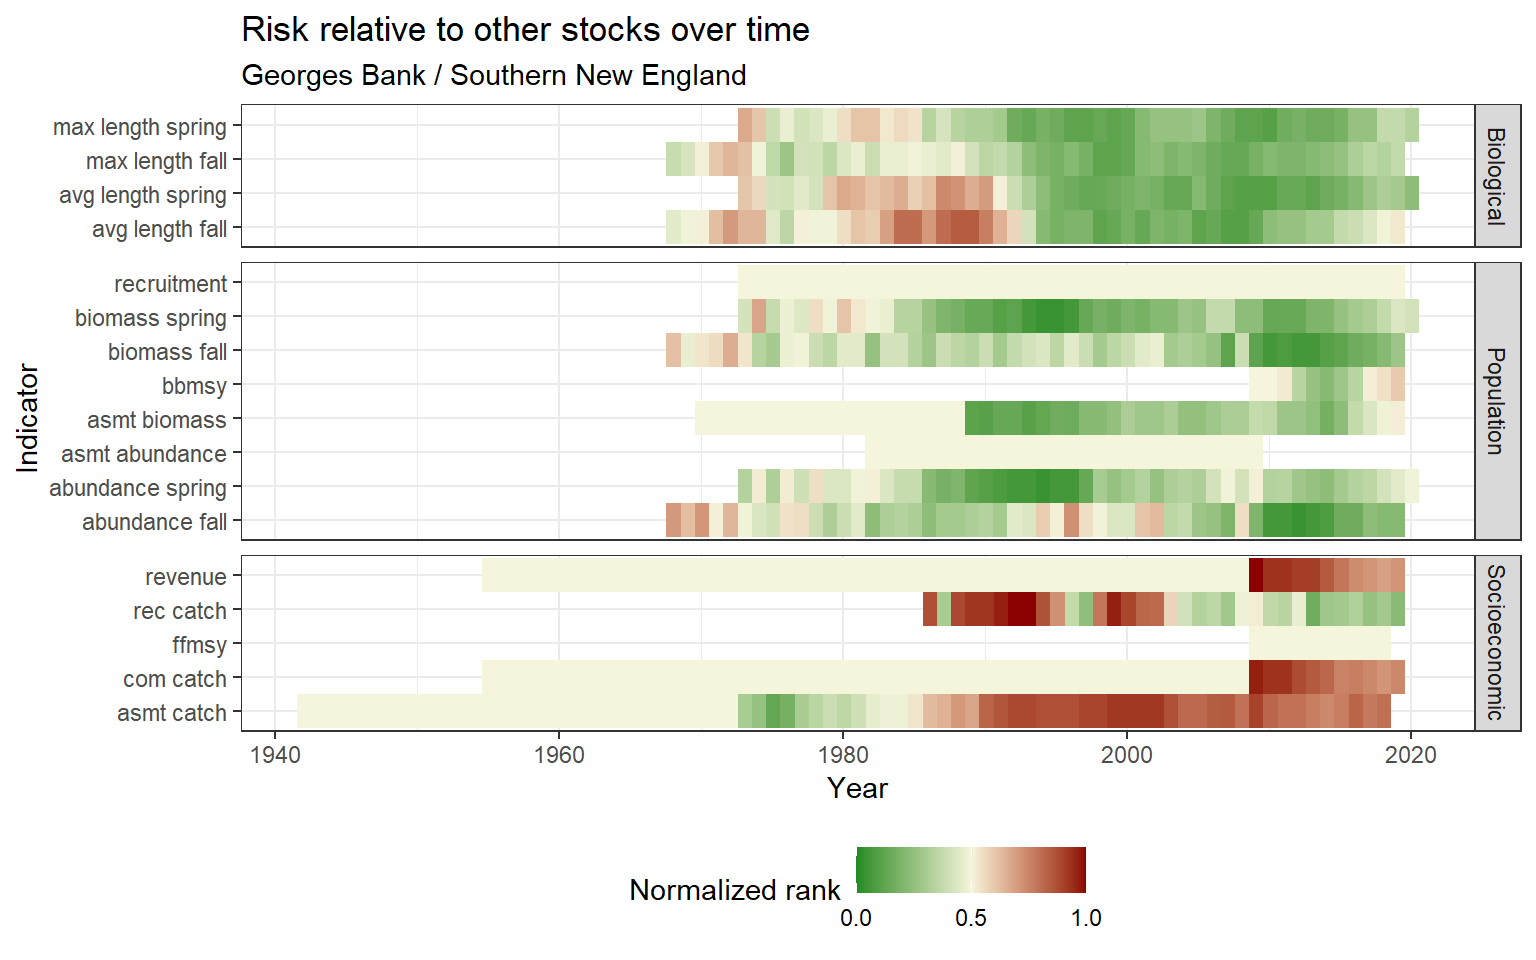 Risk relative to other stocks over time
Georges Bank / Southern New England
max length spring
max length fall
avg length spring
avg length fall
Biological
recruitment
biomass spring
biomass fall
bbmsy
asmt biomass
asmt abundance
abundance spring
abundance fall
Population
revenue
rec catch
ffmsy
com catch
asmt catch
Socioeconomic
Indicator
1940 1960 1980 2000 2020
Year
Normalized rank
0.0 0.5 1.0